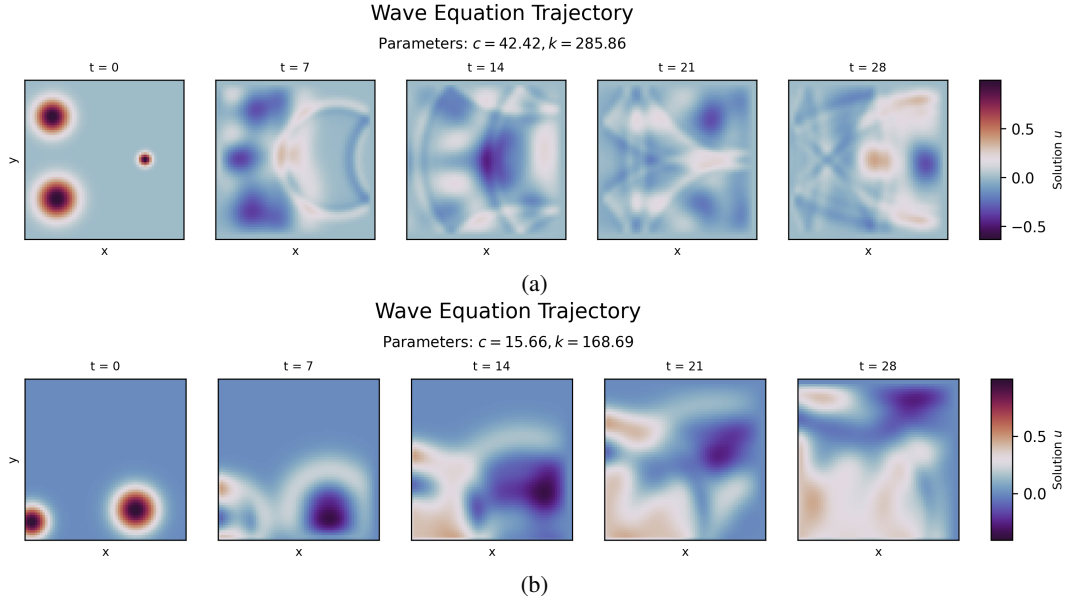 Wave Equation Trajectory
Parameters: c = 42.42, k = 285.86
t = 0 t = 7 t = 14 t = 21 t = 28
y
x x x x x
0.5
0.0
−0.5
Solution u
(a)
Wave Equation Trajectory
Parameters: c = 15.66, k = 168.69
t = 0 t = 7 t = 14 t = 21 t = 28
y
x x x x x
0.5
0.0
Solution u
(b)